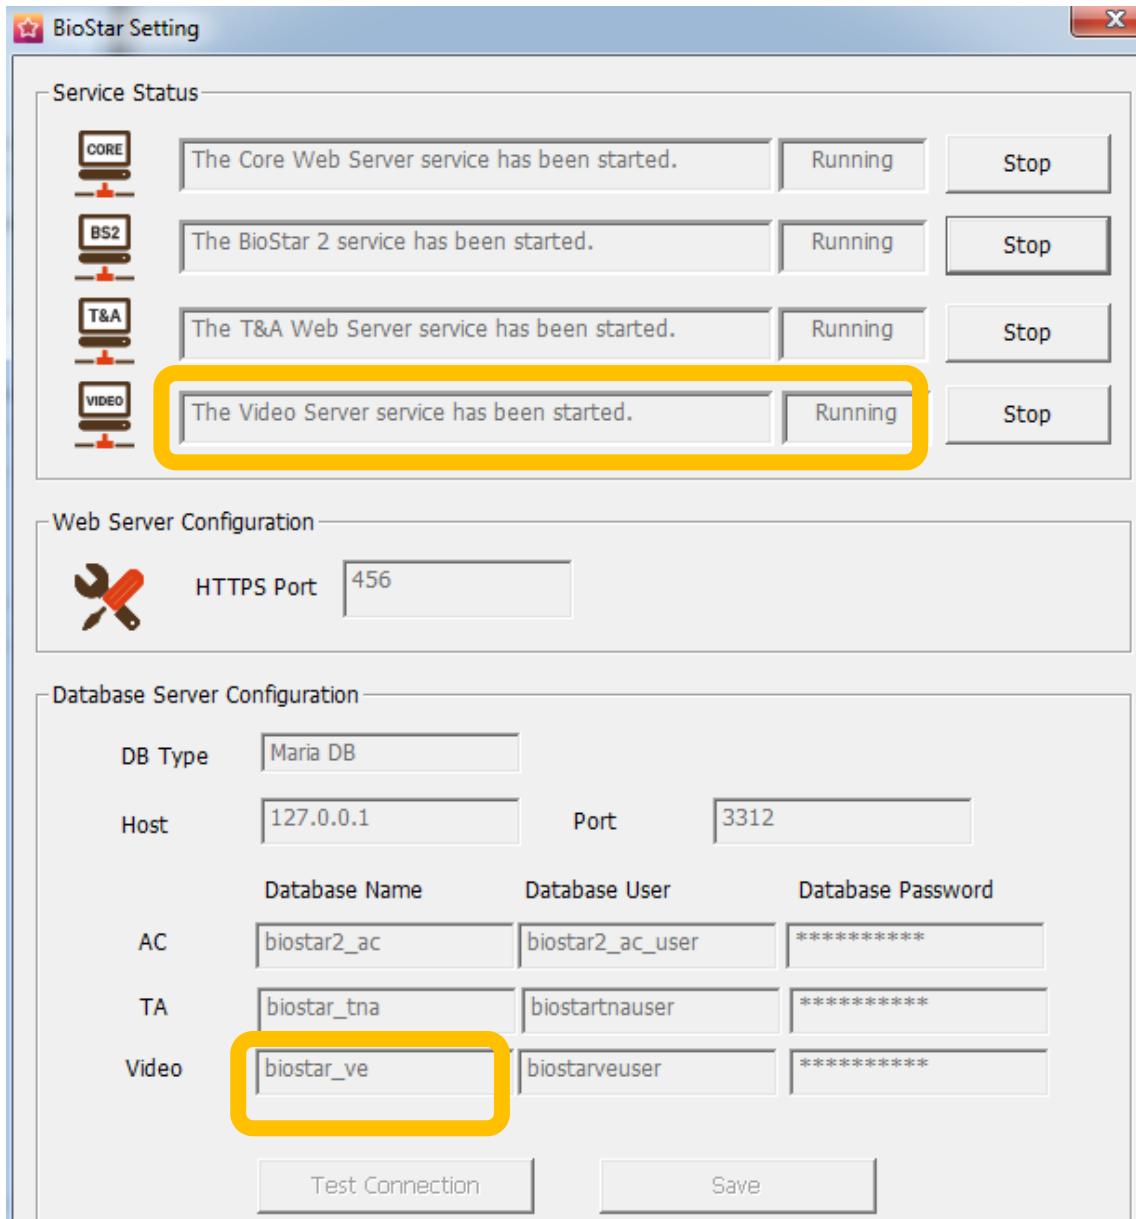 BioStar Setting
Service Status
CORE The Core Web Server service has been started. Running Stop
BS2 The BioStar 2 service has been started. Running Stop
T&A The T&A Web Server service has been started. Running Stop
VIDEO The Video Server service has been started. Running Stop
Web Server Configuration
HTTPS Port 456
Database Server Configuration
DB Type Maria DB
Host 127.0.0.1 Port 3312
Database Name Database User Database Password
AC biostar2_ac biostar2_ac_user **********
TA biostar_tna biostartnauser **********
Video biostar_ve biostarveuser **********
Test Connection Save